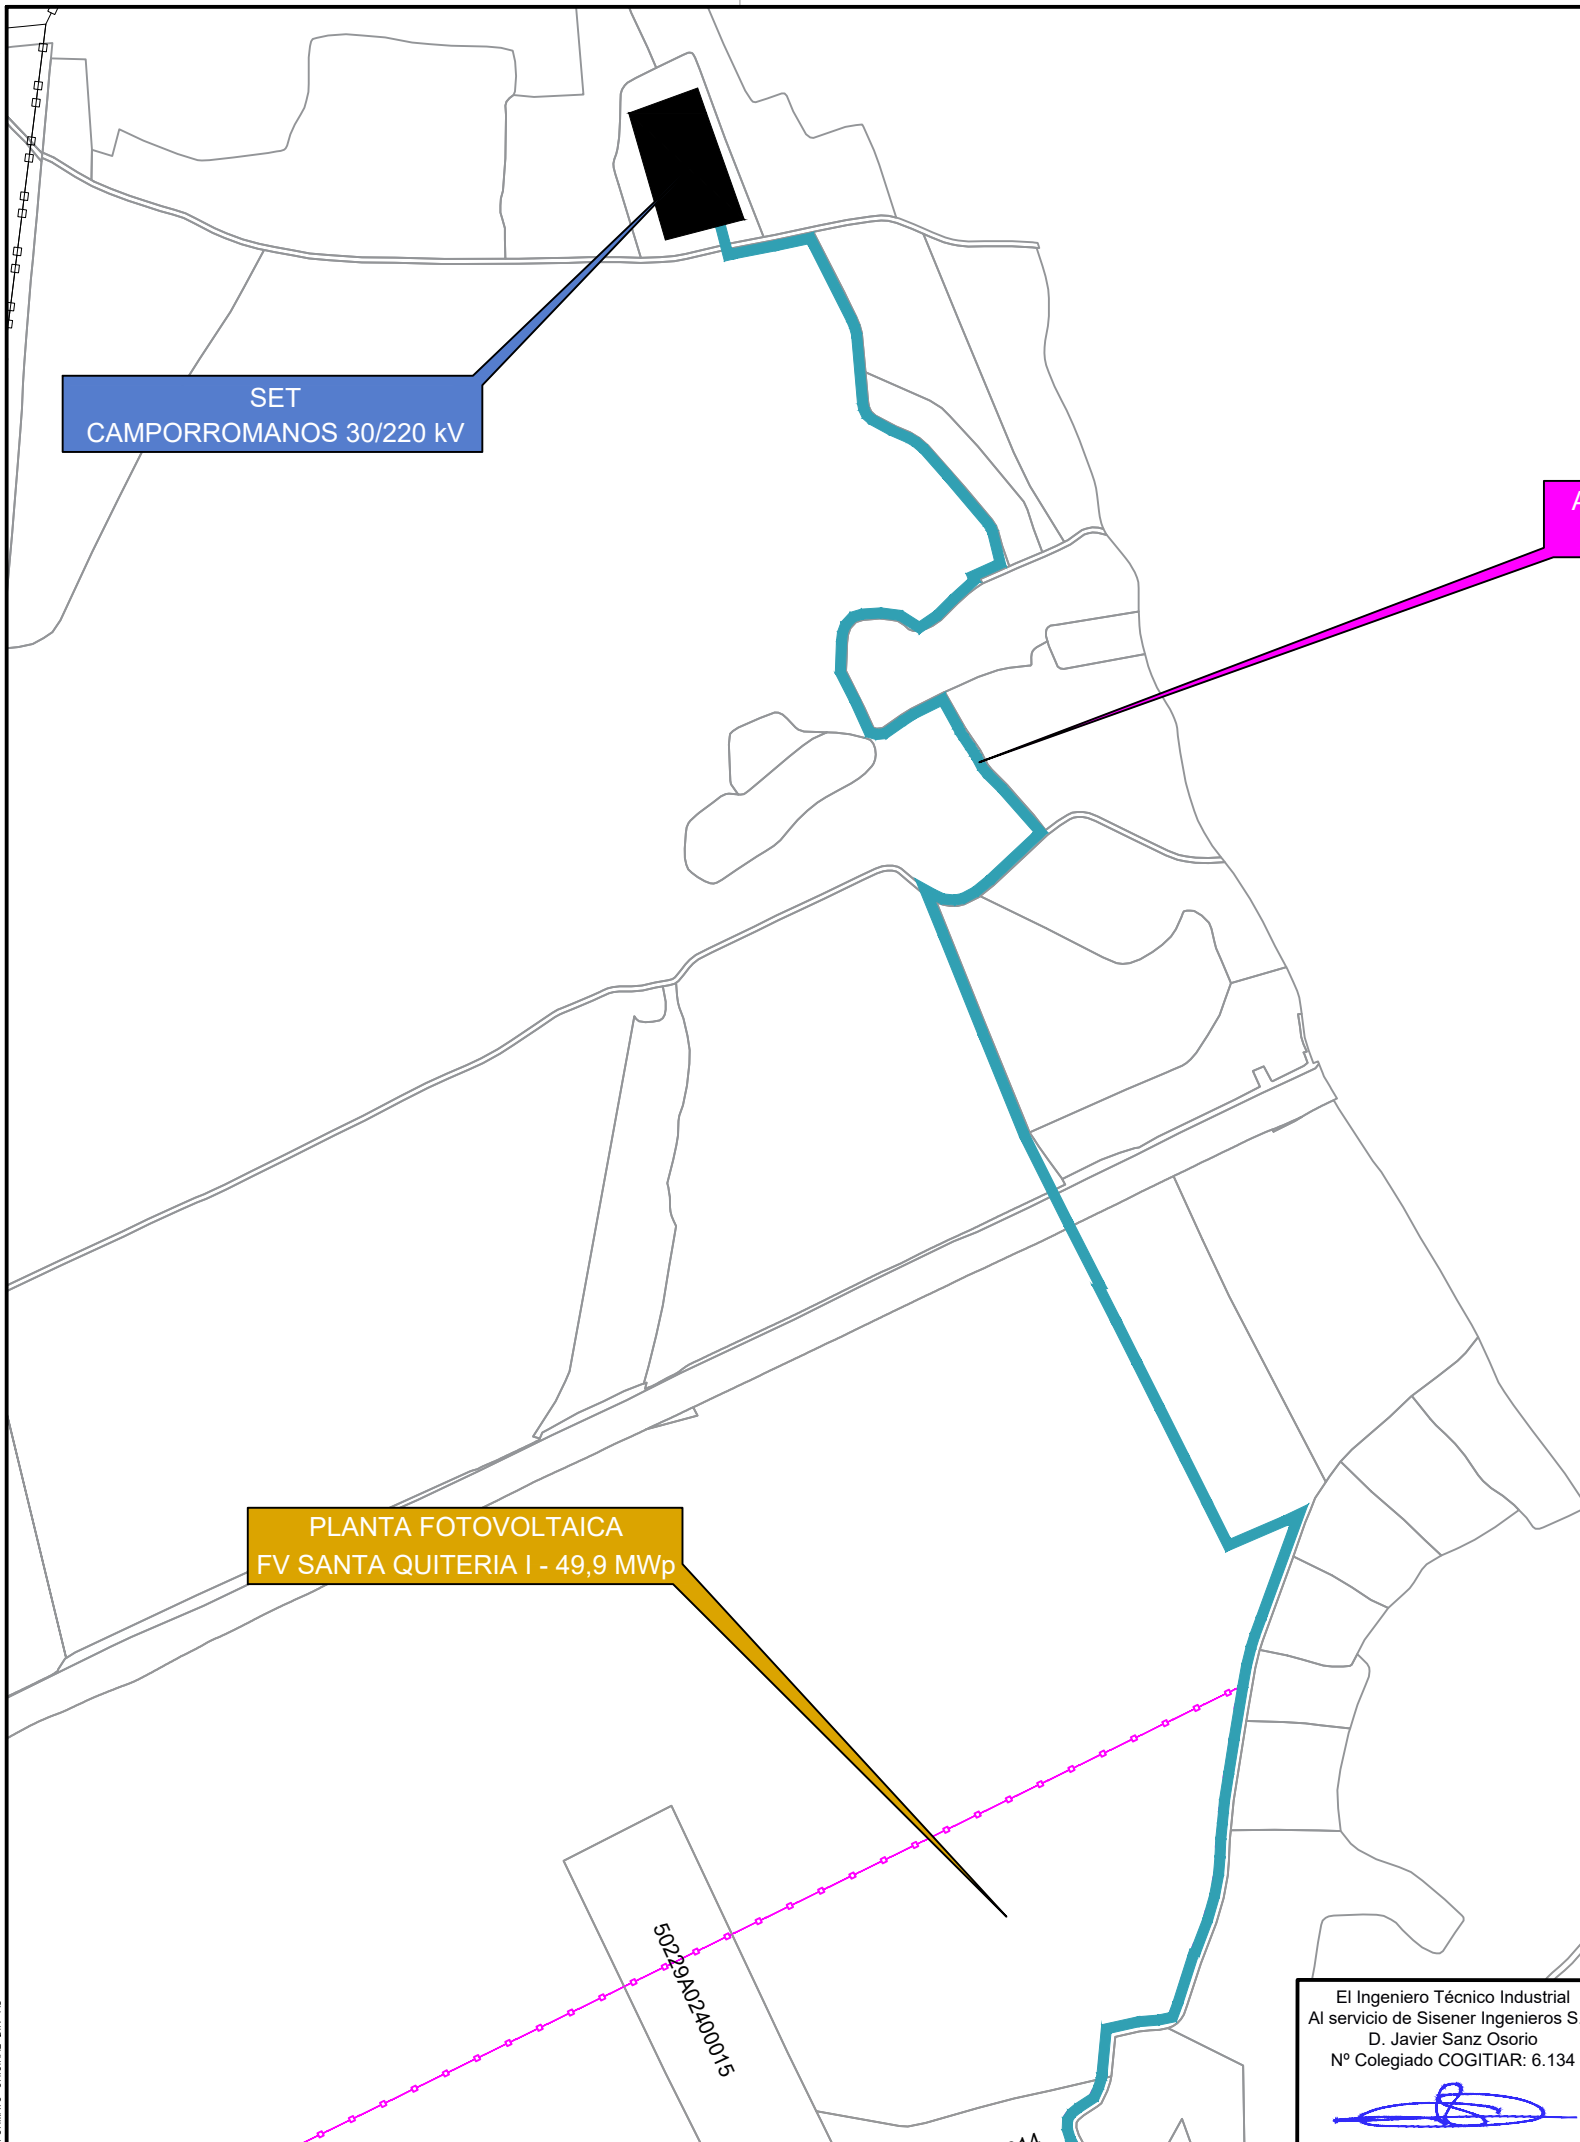 SET
CAMPORROMANOS 30/220 kV
PLANTA FOTOVOLTAICA
FV SANTA QUITERIA I - 49,9 MWp
50229A02400015
El Ingeniero Técnico Industrial
Al servicio de Sisener Ingenieros S.
D. Javier Sanz Osorio
Nº Colegiado COGITIAR: 6.134